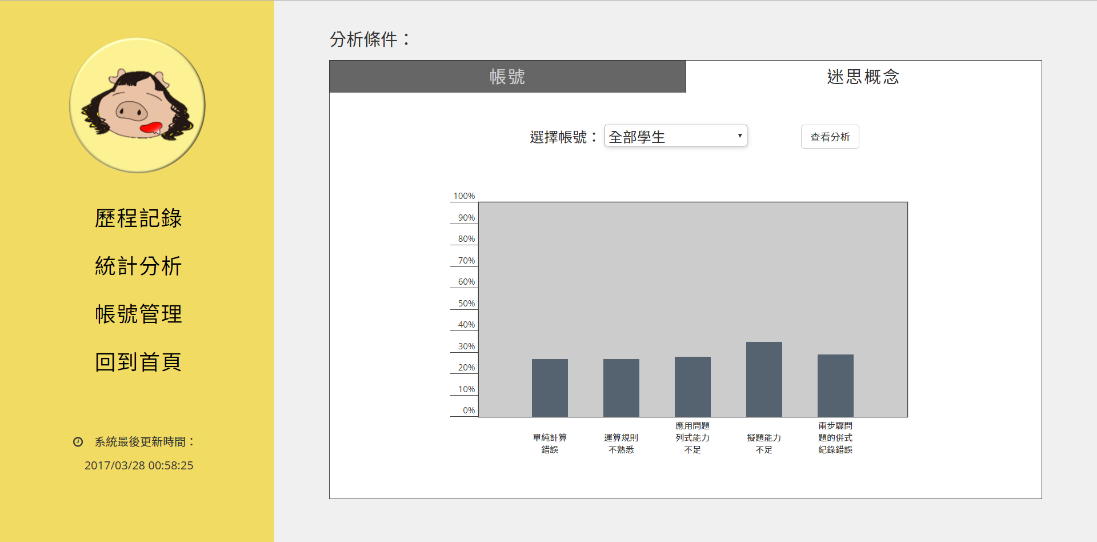 分析條件：
帳號
迷思概念
選擇帳號： 全部學生
查看分析
100%
90%
80%
70%
60%
50%
40%
30%
20%
10%
0%
單純計算
錯誤
運算規則
不熟悉
應用問題
列式能力
不足
擬題能力
不足
兩步驟問
題的併式
紀錄錯誤
歷程記錄
統計分析
帳號管理
回到首頁
系統最後更新時間：
2017/03/28 00:58:25